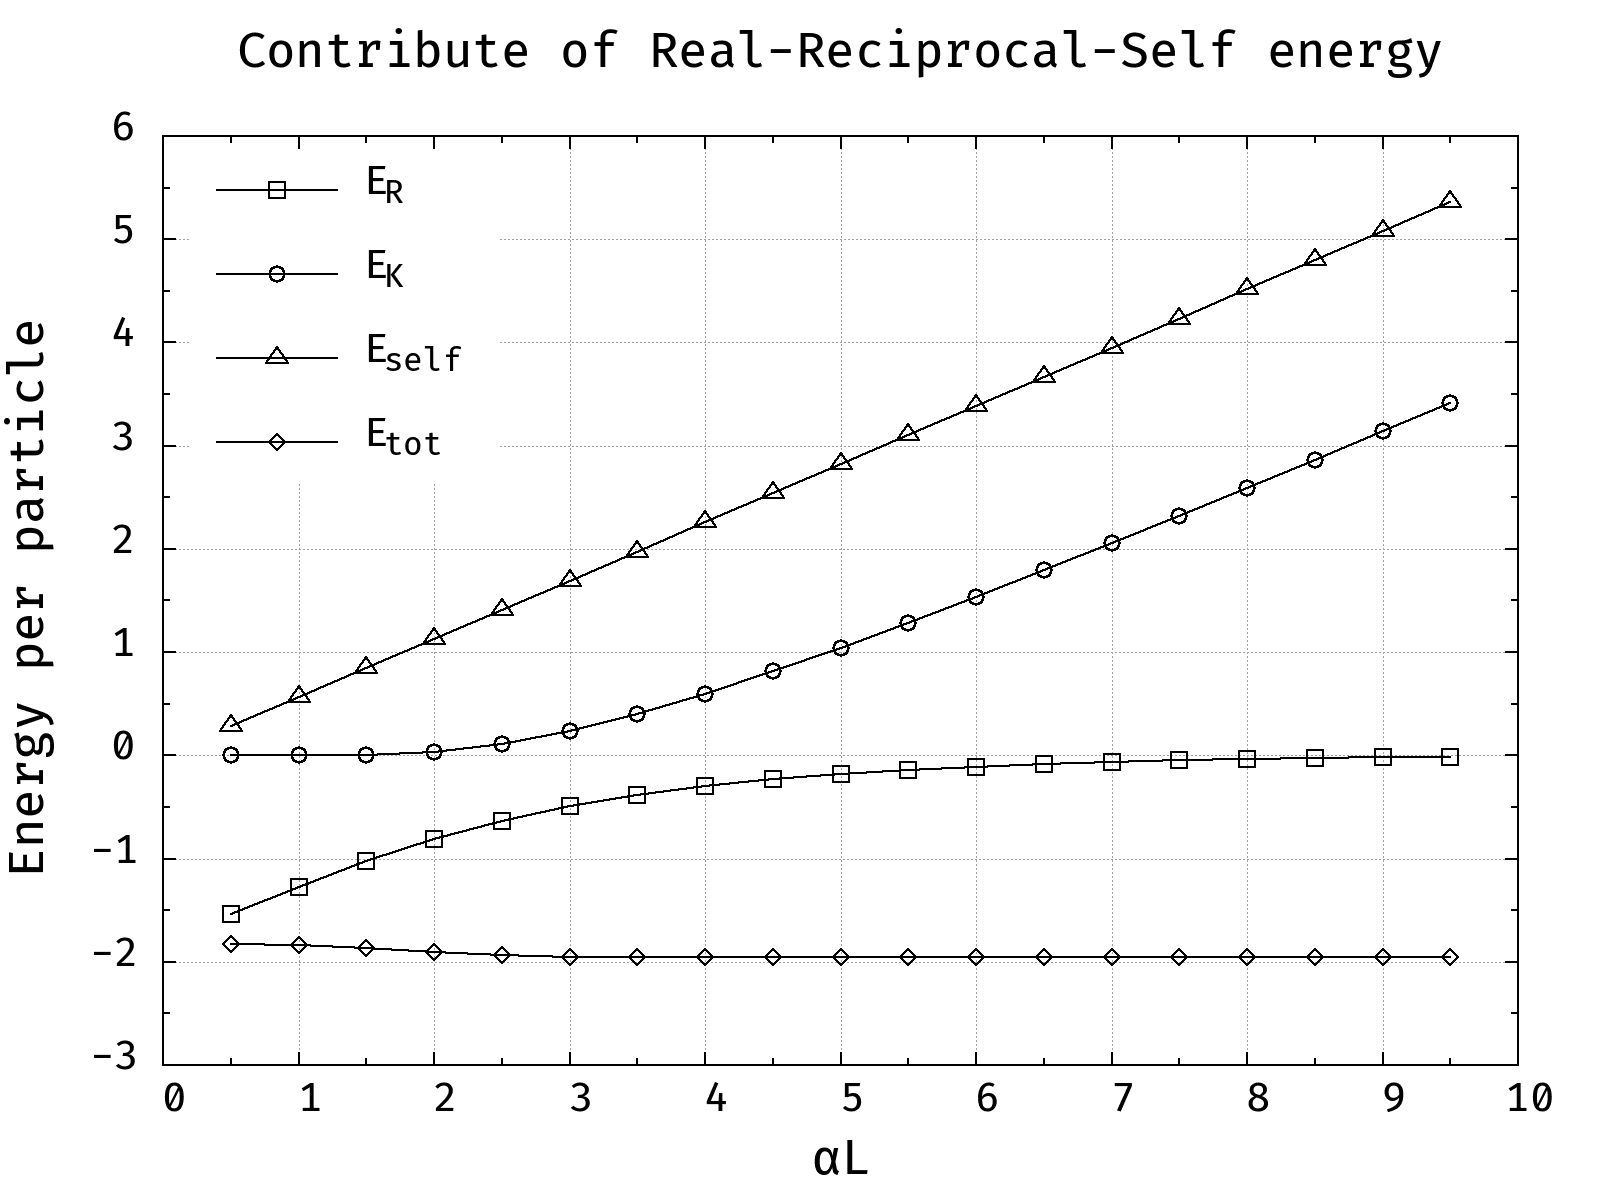 Contribute of Real-Reciprocal-Self energy
6
5
4
3
2
1
0
−1
−2
−3
E_R
E_K
E_self
E_tot
Energy per particle
0 1 2 3 4 5 6 7 8 9 10
αL